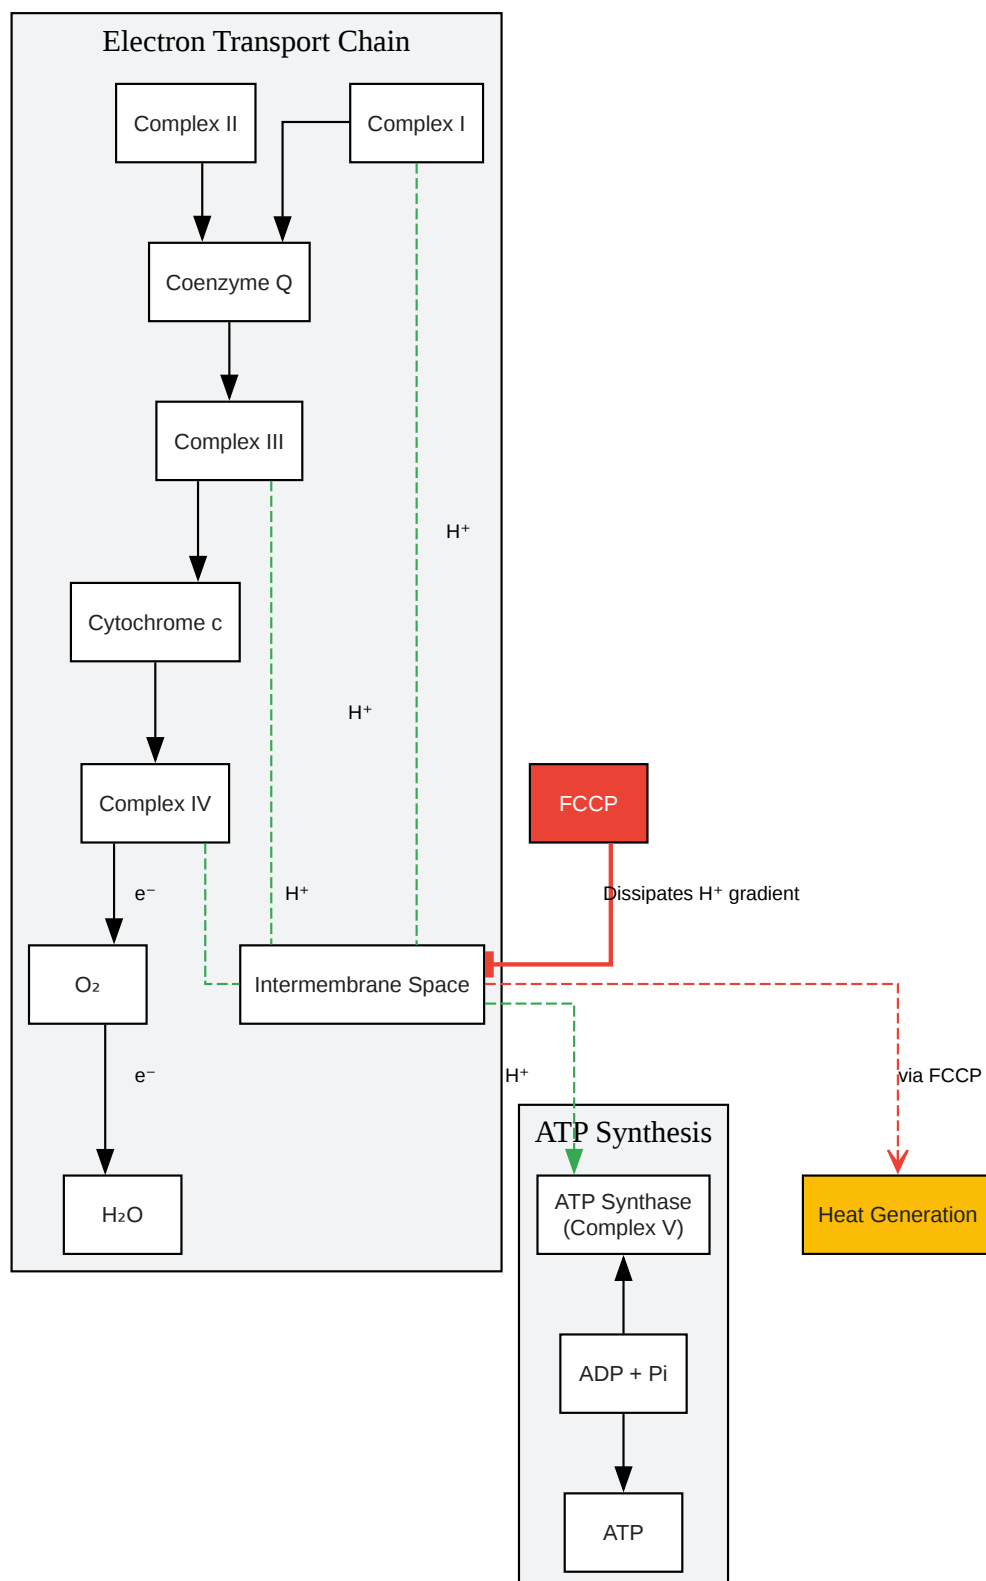 Electron Transport Chain
Complex II
Complex I
Coenzyme Q
Complex III
H⁺
Cytochrome c
H⁺
Complex IV
FCCP
e⁻
H⁺
Dissipates H⁺ gradient
O₂
Intermembrane Space
e⁻
H⁺
via FCCP
ATP Synthesis
ATP Synthase
(Complex V)
H₂O
Heat Generation
ADP + Pi
ATP